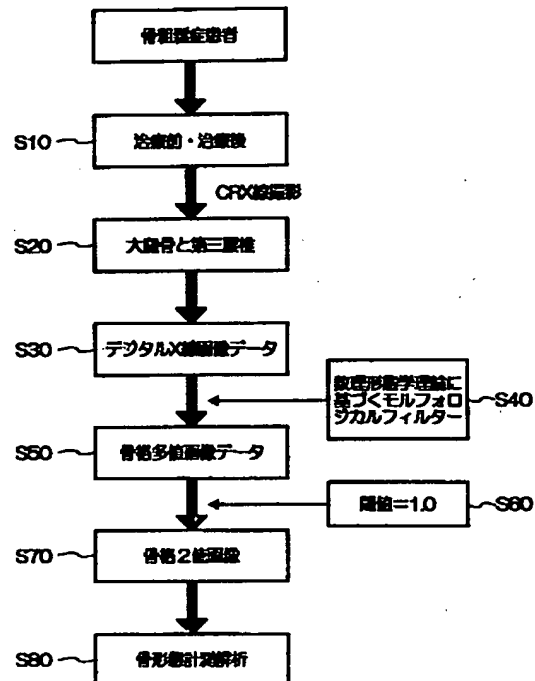 骨粗鬆症患者
S10
治療前・治療後
CRX線撮影
S20
大腿骨と第三腰椎
S30
デジタルX線画像データ
数理形態学理論に
基づくモルフォロ
ジカルフィルター
S40
S50
骨格多値画像データ
閾値=1.0
S60
S70
骨格2値画像
S80
骨形態計測解析